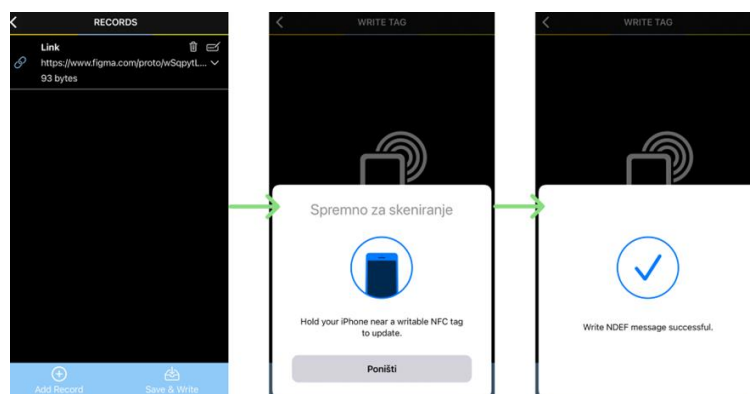 RECORDS
Link
https://www.figma.com/proto/wSqpytL...
93 bytes
Add Record
Save & Write
WRITE TAG
Spremno za skeniranje
Hold your iPhone near a writable NFC tag
to update.
Poništi
WRITE TAG
Write NDEF message successful.